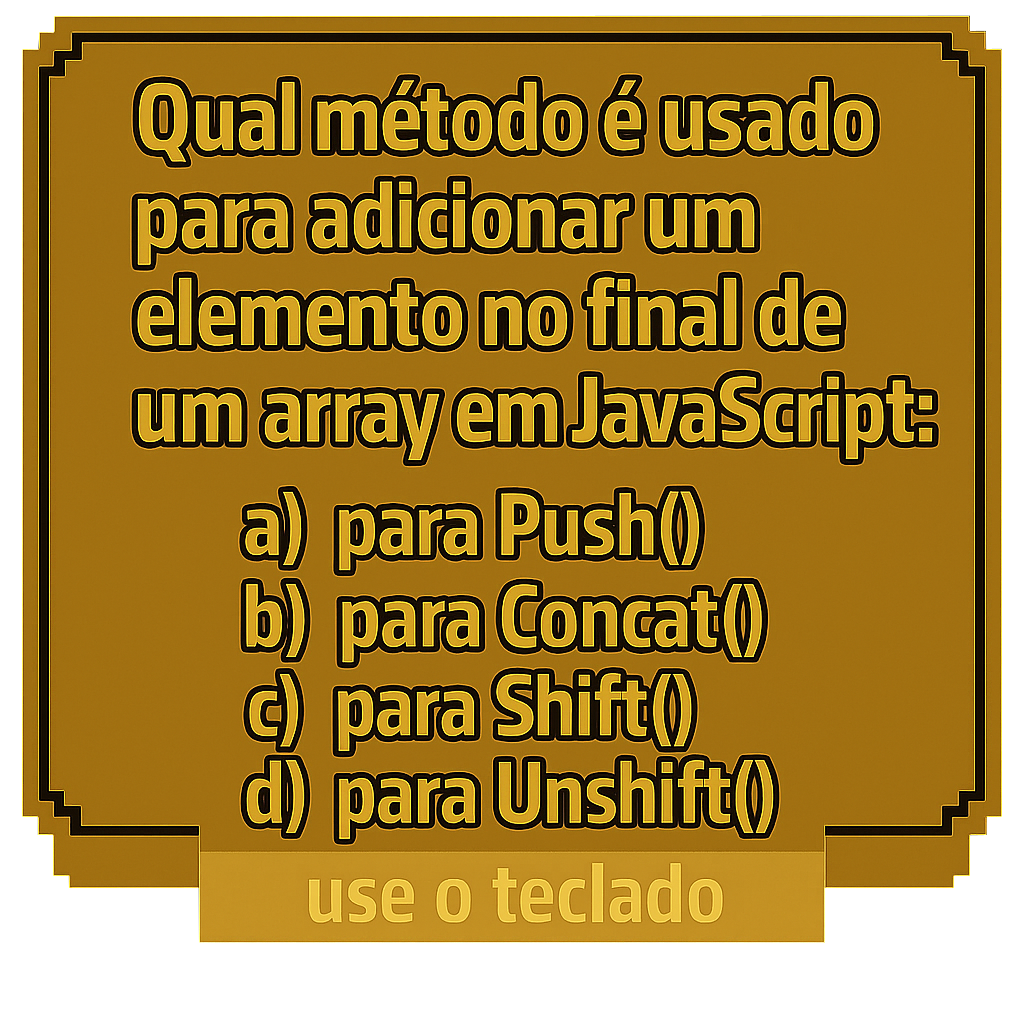 Qual método é usado
para adicionar um
elemento no final de
um array em JavaScript:
a) para Push()
b) para Concat()
c) para Shift()
d) para Unshift()
use o teclado